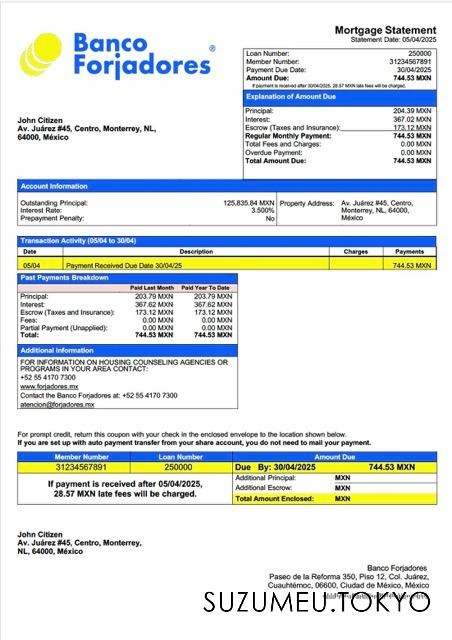 Banco
Forjadores
®
Mortgage Statement
Statement Date: 05/04/2025
Loan Number: 250000
Member Number: 31234567891
Payment Due Date: 30/04/2025
Amount Due: 744.53 MXN
If payment is received after 30/04/2025, 28.57 MXN late fees will be charged.
Explanation of Amount Due
Principal: 204.39 MXN
Interest: 367.02 MXN
Escrow (Taxes and Insurance): 173.12 MXN
Regular Monthly Payment: 744.53 MXN
Total Fees and Charges: 0.00 MXN
Overdue Payment: 0.00 MXN
Total Amount Due: 744.53 MXN
John Citizen
Av. Juárez #45, Centro, Monterrey, NL,
64000, México
Account Information
Outstanding Principal: 125,835.84 MXN
Interest Rate: 3.500%
Prepayment Penalty: No
Property Address: Av. Juárez #45, Centro,
Monterrey, NL, 64000,
México
Transaction Activity (05/04 to 30/04)
Date Description Charges Payments
05/04 Payment Received Due Date 30/04/25 744.53 MXN
Past Payments Breakdown
Paid Last Month Paid Year To Date
Principal: 203.79 MXN 203.79 MXN
Interest: 367.62 MXN 367.62 MXN
Escrow (Taxes and Insurance): 173.12 MXN 173.12 MXN
Fees: 0.00 MXN 0.00 MXN
Partial Payment (Unapplied): 0.00 MXN 0.00 MXN
Total: 744.53 MXN 744.53 MXN
Additional Information
FOR INFORMATION ON HOUSING COUNSELING AGENCIES OR
PROGRAMS IN YOUR AREA CONTACT:
+52 55 4170 7300
www.forjadores.mx
Contact the Banco Forjadores at: +52 55 4170 7300
atencion@forjadores.mx
For prompt credit, return this coupon with your check in the enclosed envelope to the location shown below.
If you are set up with auto payment transfer from your share account, you do not need to mail your payment.
Member Number Loan Number Amount Due
31234567891 250000 Due By: 30/04/2025 744.53 MXN
If payment is received after 05/04/2025,
28.57 MXN late fees will be charged.
Additional Principal: MXN
Additional Escrow: MXN
Total Amount Enclosed: MXN
John Citizen
Av. Juárez #45, Centro, Monterrey,
NL, 64000, México
Banco Forjadores
Paseo de la Reforma 350, Piso 12, Col. Juárez,
Cuauhtémoc, 06600, Ciudad de México, México
SUZUMEU.TOKYO